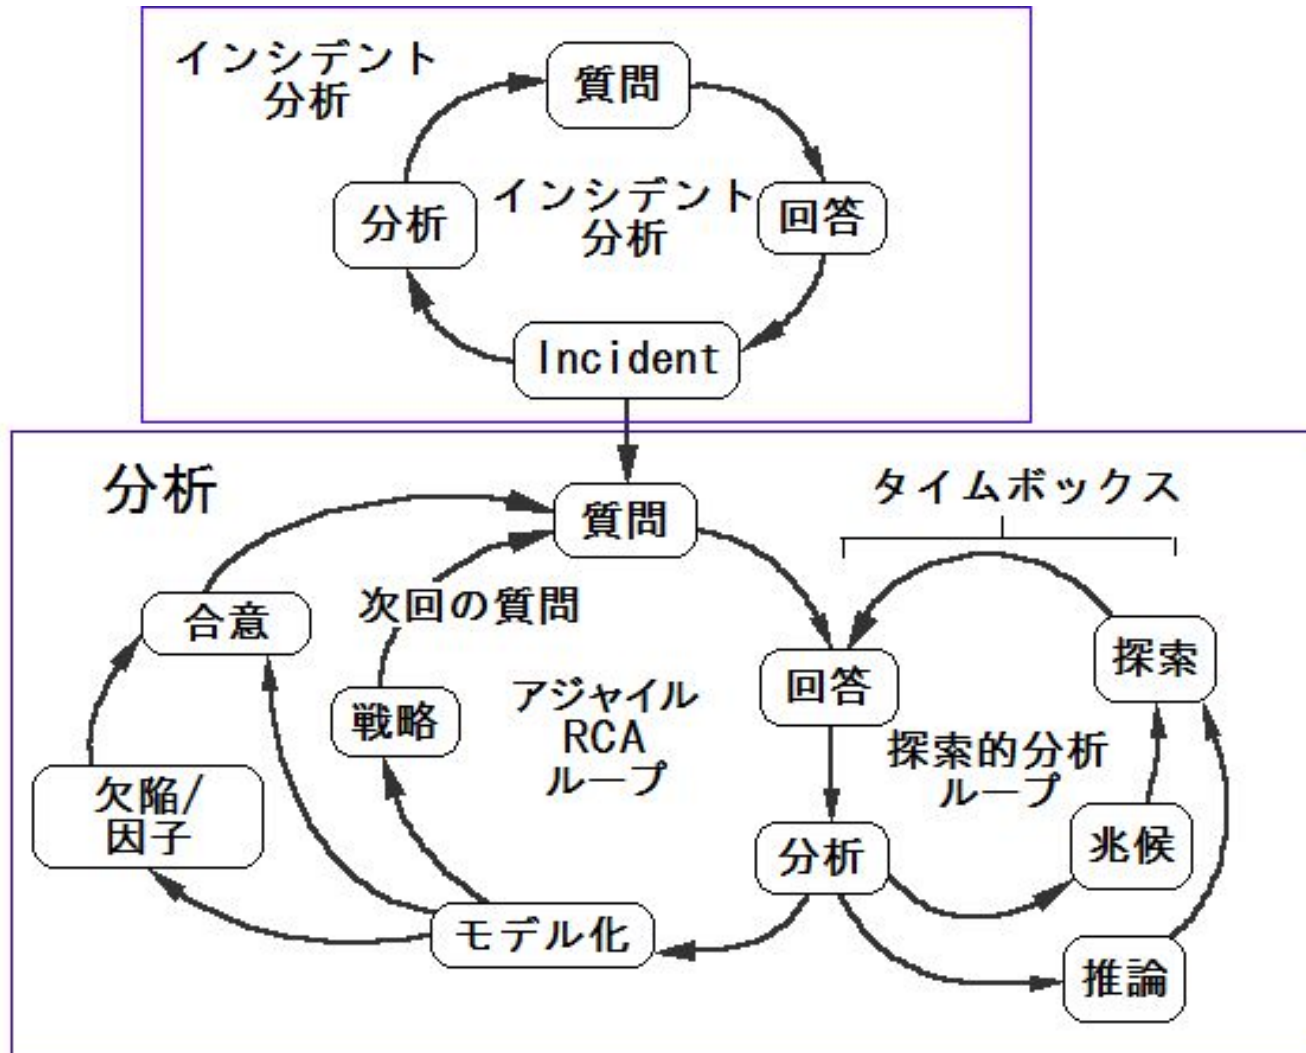 インシデント
分析
質問
分析
インシデント
分析
回答
Incident
分析
タイムボックス
質問
次回の質問
合意
回答
探索
戦略
アジャイル
RCA
ループ
探索的分析
ループ
欠陥/
因子
分析
兆候
モデル化
推論